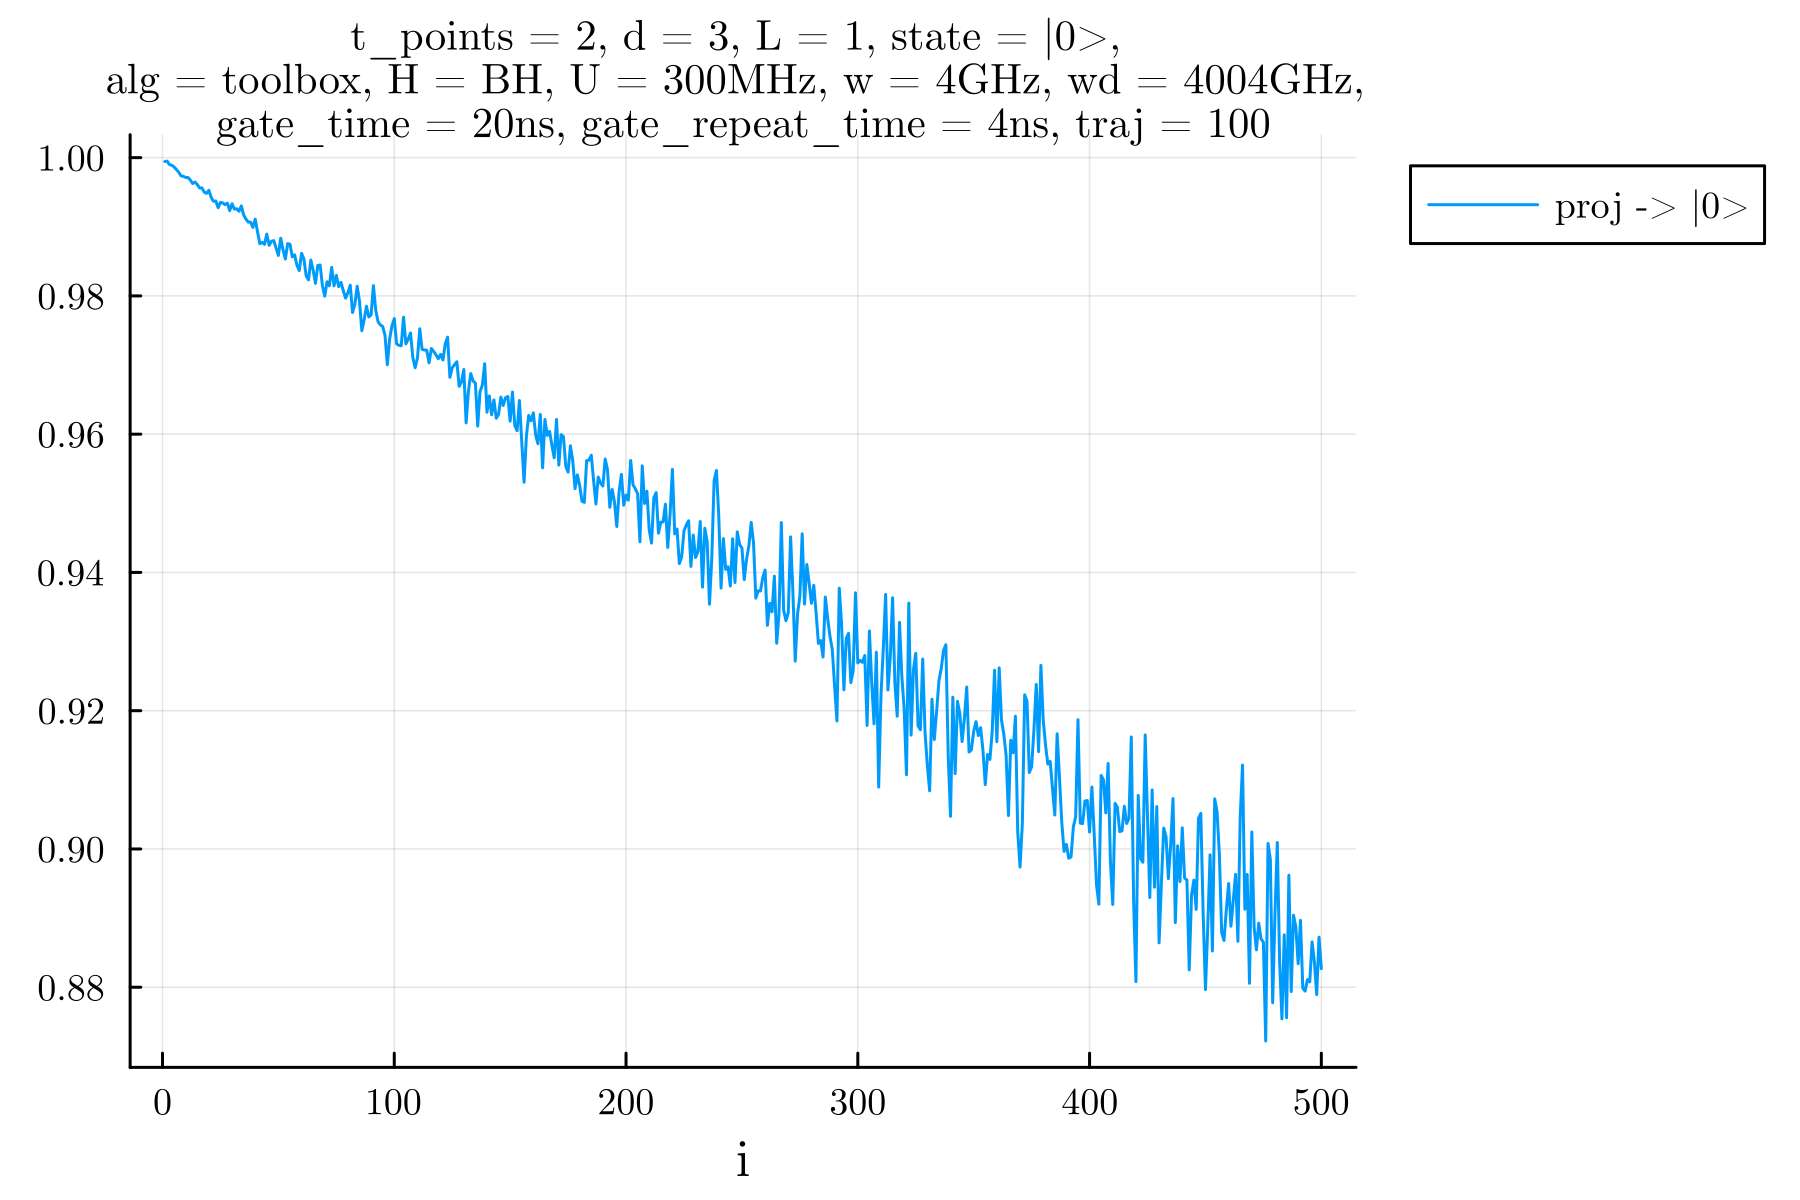 t_points = 2, d = 3, L = 1, state = |0>,
alg = toolbox, H = BH, U = 300MHz, w = 4GHz, wd = 4004GHz,
gate_time = 20ns, gate_repeat_time = 4ns, traj = 100
1.00
0.98
0.96
0.94
0.92
0.90
0.88
0 100 200 300 400 500
i
proj -> |0>